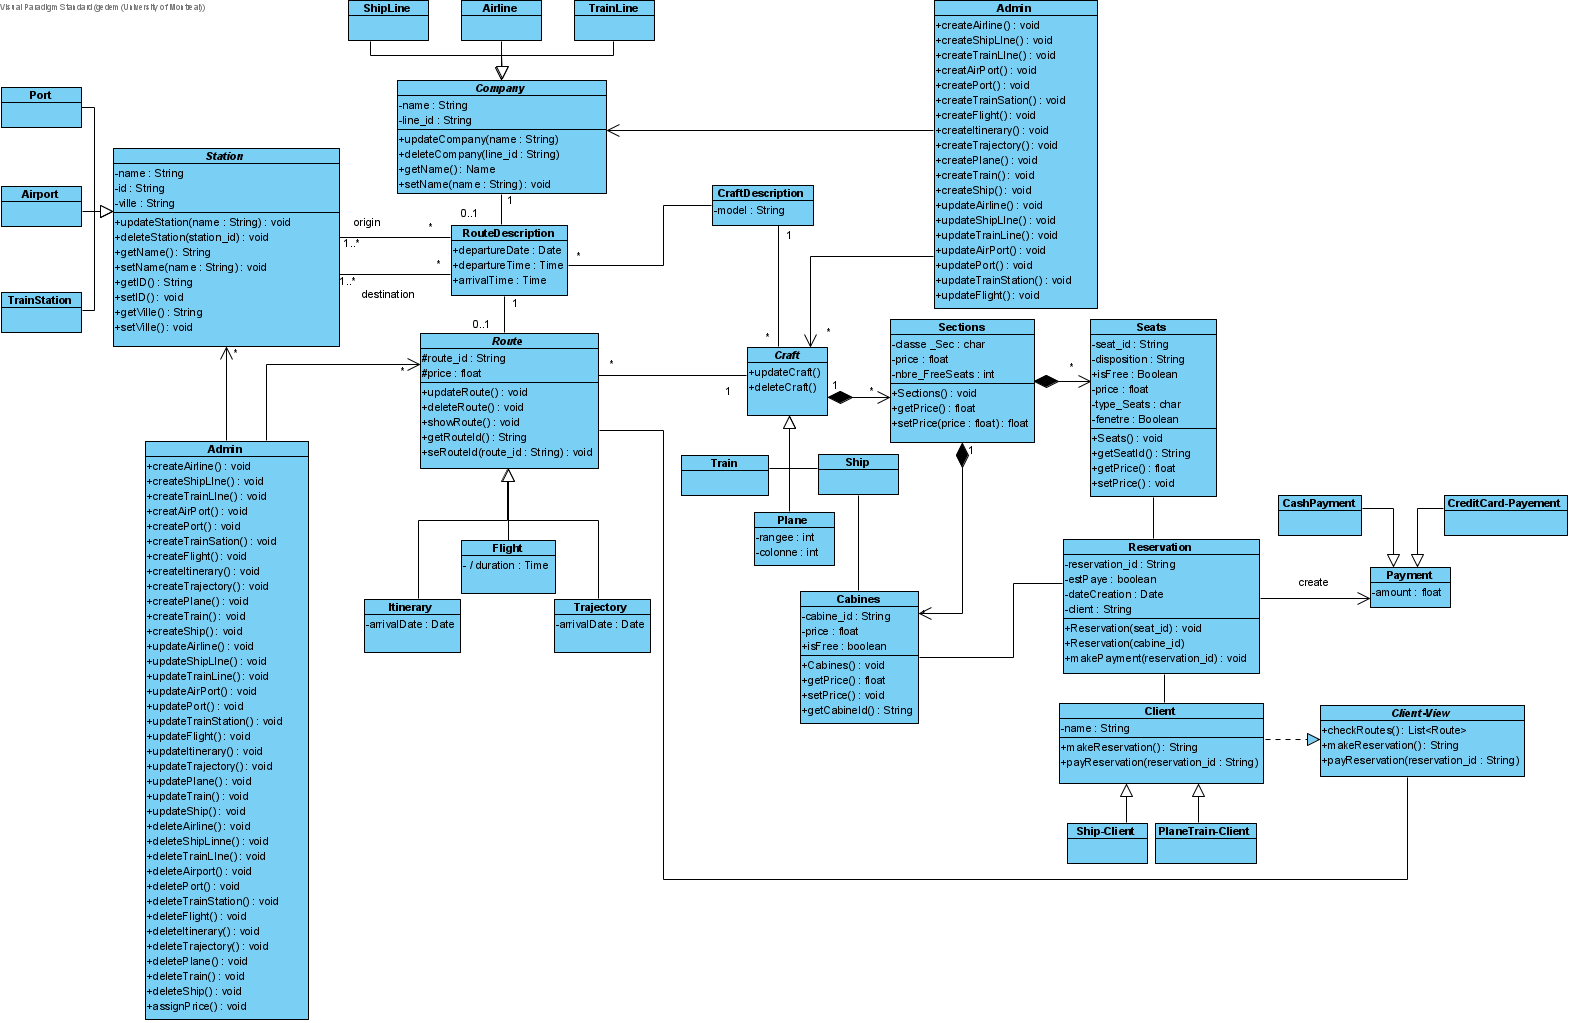 Visual Paradigm Standard (gedem (University of Montreal))
ShipLine
Airline
TrainLine
Company
-name : String
-line_id : String
+updateCompany(name : String)
+deleteCompany(line_id : String)
+getName() : Name
+setName(name : String) : void
Admin
+createAirline() : void
+createShipLIne() : void
+createTrainLIne() : void
+creatAirPort() : void
+createPort() : void
+createTrainSation() : void
+createFlight() : void
+createItinerary() : void
+createTrajectory() : void
+createPlane() : void
+createTrain() : void
+createShip() : void
+updateAirline() : void
+updateShipLIne() : void
+updateTrainLine() : void
+updateAirPort() : void
+updatePort() : void
+updateTrainStation() : void
+updateFlight() : void
Port
Airport
TrainStation
Station
-name : String
-id : String
-ville : String
+updateStation(name : String) : void
+deleteStation(station_id) : void
+getName() : String
+setName(name : String) : void
+getID() : String
+setID() : void
+getVille() : String
+setVille() : void
origin
*
1..*
*
1..*
destination
1
0..1
RouteDescription
+departureDate : Date
+departureTime : Time
+arrivalTime : Time
*
1
0..1
CraftDescription
-model : String
1
*
*
Route
#route_id : String
#price : float
+updateRoute() : void
+deleteRoute() : void
+showRoute() : void
+getRouteId() : String
+seRouteId(route_id : String) : void
*
1
*
*
Craft
+updateCraft()
+deleteCraft()
1
*
Sections
-classe _Sec : char
-price : float
-nbre_FreeSeats : int
+Sections() : void
+getPrice() : float
+setPrice(price : float) : float
*
1
Seats
-seat_id : String
-disposition : String
+isFree : Boolean
-price : float
-type_Seats : char
-fenetre : Boolean
+Seats() : void
+getSeatId() : String
+getPrice() : float
+setPrice() : void
Train
Ship
Plane
-rangee : int
-colonne : int
Flight
- / duration : Time
Itinerary
-arrivalDate : Date
Trajectory
-arrivalDate : Date
Cabines
-cabine_id : String
-price : float
+isFree : boolean
+Cabines() : void
+getPrice() : float
+setPrice() : void
+getCabineId() : String
CashPayment
CreditCard-Payement
Payment
-amount : float
create
Reservation
-reservation_id : String
-estPaye : boolean
-dateCreation : Date
-client : String
+Reservation(seat_id) : void
+Reservation(cabine_id)
+makePayment(reservation_id) : void
Client
-name : String
+makeReservation() : String
+payReservation(reservation_id : String)
Client-View
+checkRoutes() : List<Route>
+makeReservation() : String
+payReservation(reservation_id : String)
Ship-Client
PlaneTrain-Client
Admin
+createAirline() : void
+createShipLIne() : void
+createTrainLIne() : void
+creatAirPort() : void
+createPort() : void
+createTrainSation() : void
+createFlight() : void
+createItinerary() : void
+createTrajectory() : void
+createPlane() : void
+createTrain() : void
+createShip() : void
+updateAirline() : void
+updateShipLIne() : void
+updateTrainLine() : void
+updateAirPort() : void
+updatePort() : void
+updateTrainStation() : void
+updateFlight() : void
+updateItinerary() : void
+updateTrajectory() : void
+updatePlane() : void
+updateTrain() : void
+updateShip() : void
+deleteAirline() : void
+deleteShipLinne() : void
+deleteTrainLIne() : void
+deleteAirport() : void
+deletePort() : void
+deleteTrainStation() : void
+deleteFlight() : void
+deleteItinerary() : void
+deleteTrajectory() : void
+deletePlane() : void
+deleteTrain() : void
+deleteShip() : void
+assignPrice() : void